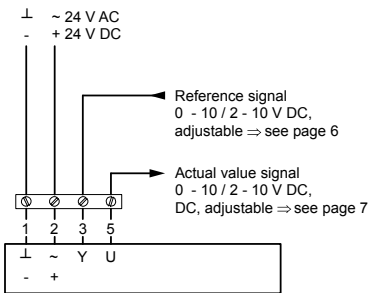 ⊥ ~ 24 V AC
- + 24 V DC
Reference signal
0 - 10 / 2 - 10 V DC,
adjustable ⇒ see page 6
Actual value signal
0 - 10 / 2 - 10 V DC,
DC, adjustable ⇒ see page 7
1 2 3 5
⊥ ~ Y U
- +